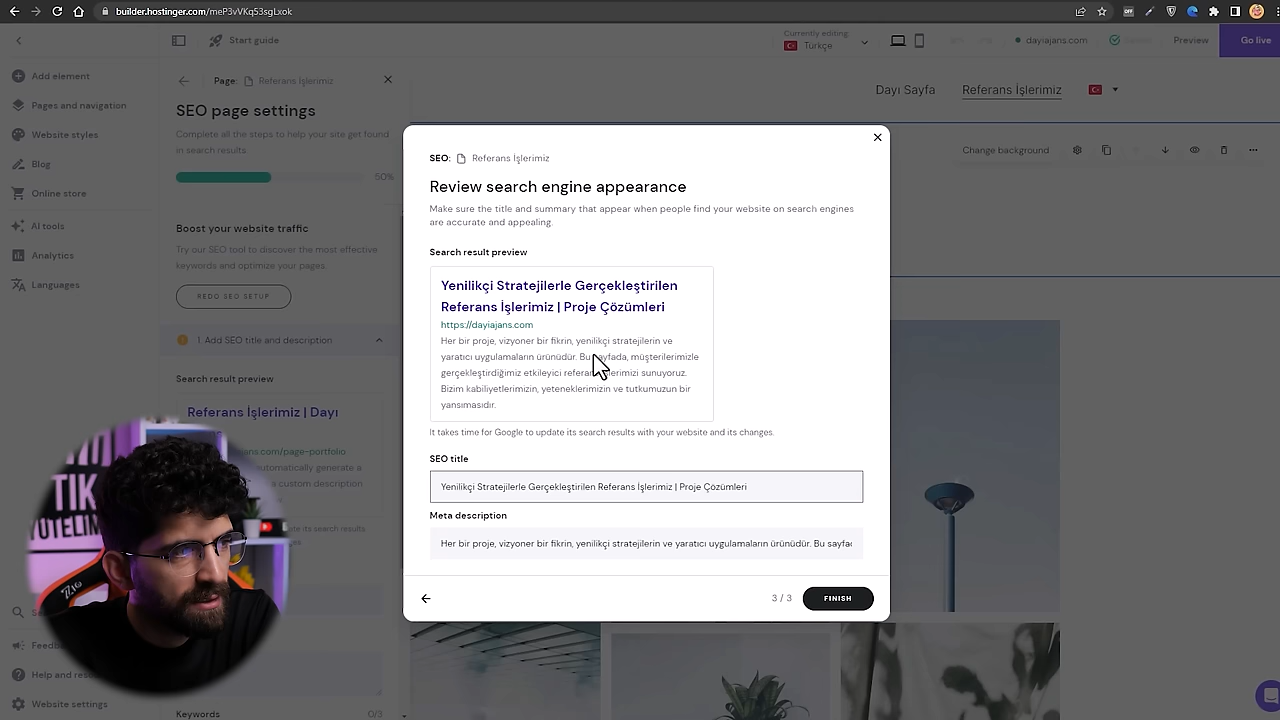 builder.hostinger.com/meP3vVKq53sgLxok
Start guide
Currently editing:
Türkçe
dayiajans.com
Preview
Go live
Add element
Pages and navigation
Website styles
Blog
Online store
AI tools
Analytics
Languages
Help and
Website settings
Page: Referans İşlerimiz
SEO page settings
Complete all the steps to help your site get found
in search results.
50%
Boost your website traffic
Try our SEO tool to discover the most effective
keywords and optimize your pages.
REDO SEO SETUP
1. Add SEO title and description
Search result preview
Referans İşlerimiz | Dayı
ans.com/page-portfolio
utomatically generate a
custom description
te its search results
Keywords
0/3
Dayı Sayfa
Referans İşlerimiz
Change background
SEO: Referans İşlerimiz
Review search engine appearance
Make sure the title and summary that appear when people find your website on search engines
are accurate and appealing.
Search result preview
Yenilikçi Stratejilerle Gerçekleştirilen
Referans İşlerimiz | Proje Çözümleri
https://dayiajans.com
Her bir proje, vizyoner bir fikrin, yenilikçi stratejilerin ve
yaratıcı uygulamaların ürünüdür. Bu sayfada, müşterilerimizle
gerçekleştirdiğimiz etkileyici referans işlerimizi sunuyoruz.
Bizim kabiliyetlerimizin, yeteneklerimizin ve tutkumuzun bir
yansımasıdır.
It takes time for Google to update its search results with your website and its changes.
SEO title
Yenilikçi Stratejilerle Gerçekleştirilen Referans İşlerimiz | Proje Çözümleri
Meta description
Her bir proje, vizyoner bir fikrin, yenilikçi stratejilerin ve yaratıcı uygulamaların ürünüdür. Bu sayfac
3 / 3
FINISH